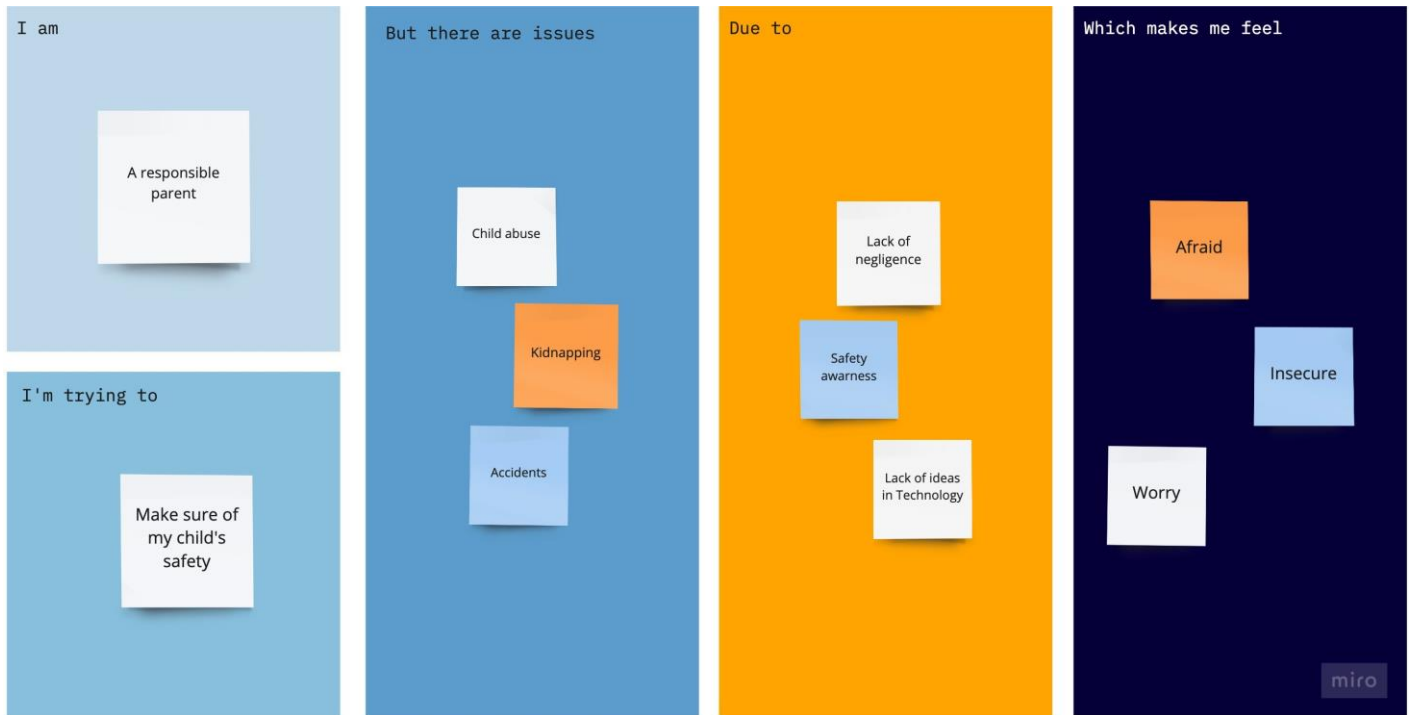 I am
A responsible
parent
I'm trying to
Make sure of
my child's
safety
But there are issues
Child abuse
Kidnapping
Accidents
Due to
Lack of
negligence
Safety
awarness
Lack of ideas
in Technology
Which makes me feel
Afraid
Insecure
Worry
miro